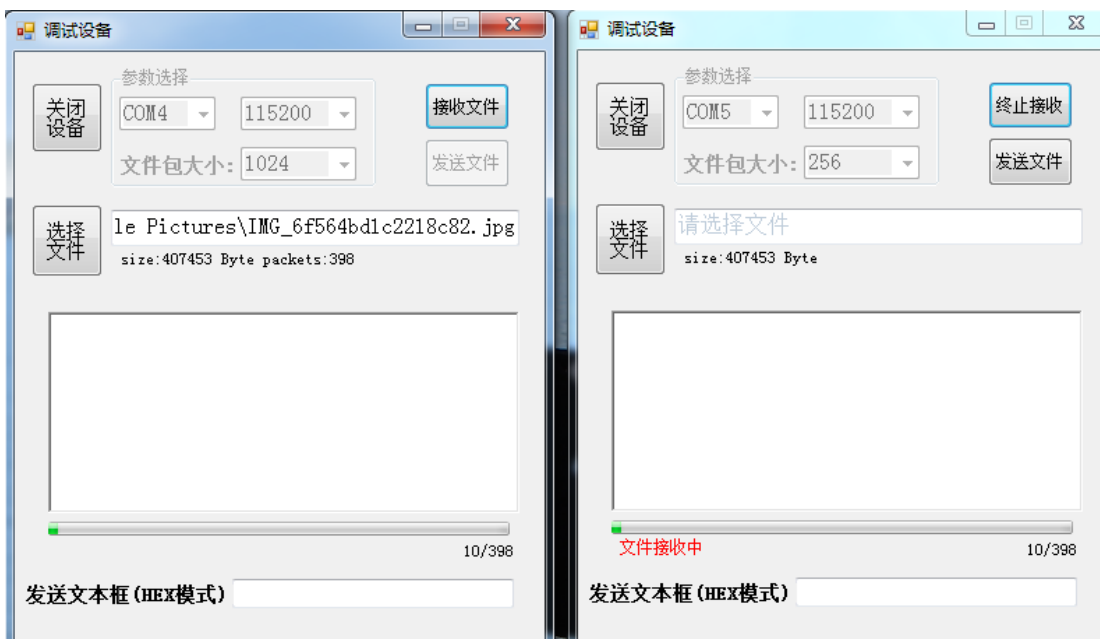 调试设备
参数选择
关闭设备
COM4
115200
接收文件
文件包大小:
1024
发送文件
选择文件
le Pictures\IMG_6f564bd1c2218c82.jpg
size:407453 Byte packets:398
10/398
发送文本框(HEX模式)
调试设备
参数选择
关闭设备
COM5
115200
终止接收
文件包大小:
256
发送文件
选择文件
请选择文件
size:407453 Byte
文件接收中
10/398
发送文本框(HEX模式)